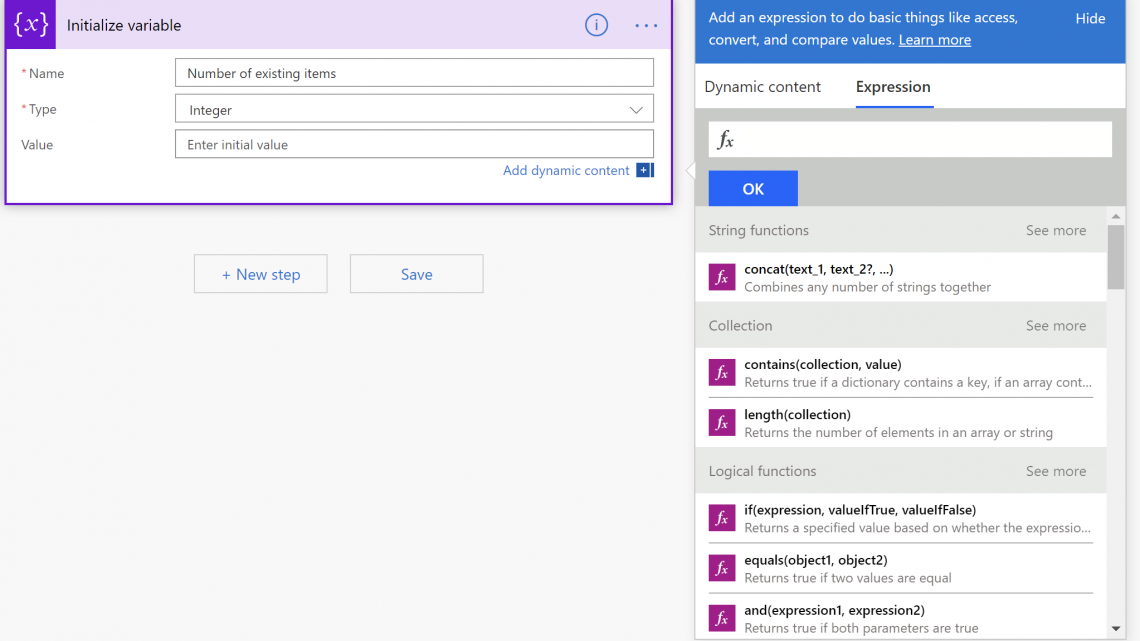 {x} Initialize variable
* Name Number of existing items
* Type Integer
Value Enter initial value
Add dynamic content
+ New step Save
Add an expression to do basic things like access,
convert, and compare values. Learn more
Hide
Dynamic content Expression
fx
OK
String functions See more
fx concat(text_1, text_2?, ...)
Combines any number of strings together
Collection See more
fx contains(collection, value)
Returns true if a dictionary contains a key, if an array cont...
fx length(collection)
Returns the number of elements in an array or string
Logical functions See more
fx if(expression, valueIfTrue, valueIfFalse)
Returns a specified value based on whether the expressio...
fx equals(object1, object2)
Returns true if two values are equal
fx and(expression1, expression2)
Returns true if both parameters are true